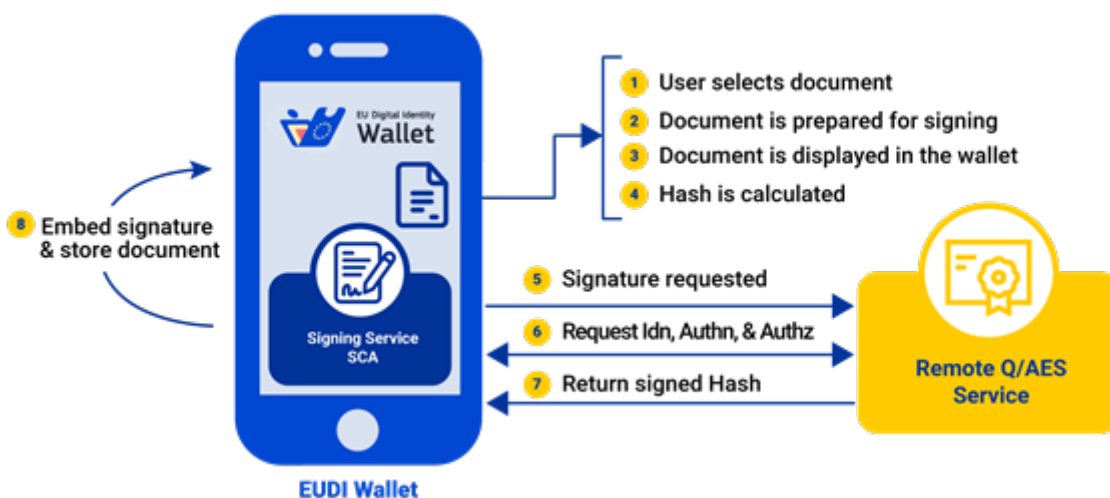 EU Digital Identity
Wallet
1 User selects document
2 Document is prepared for signing
3 Document is displayed in the wallet
4 Hash is calculated
8 Embed signature
& store document
5 Signature requested
6 Request Idn, Authn, & Authz
7 Return signed Hash
Signing Service
SCA
Remote Q/AES
Service
EUDI Wallet